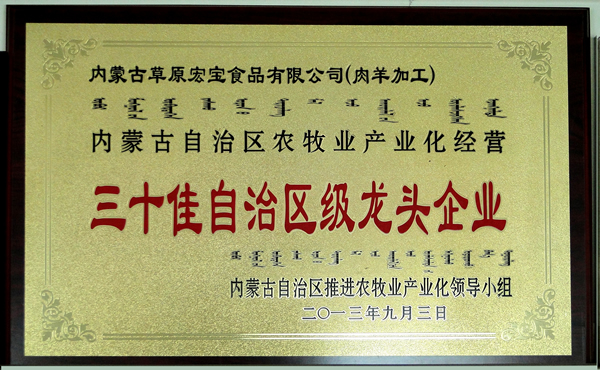 内蒙古草原宏宝食品有限公司(肉羊加工)
内蒙古自治区农牧业产业化经营
三十佳自治区级龙头企业
内蒙古自治区推进农牧业产业化领导小组
二〇一三年九月三日